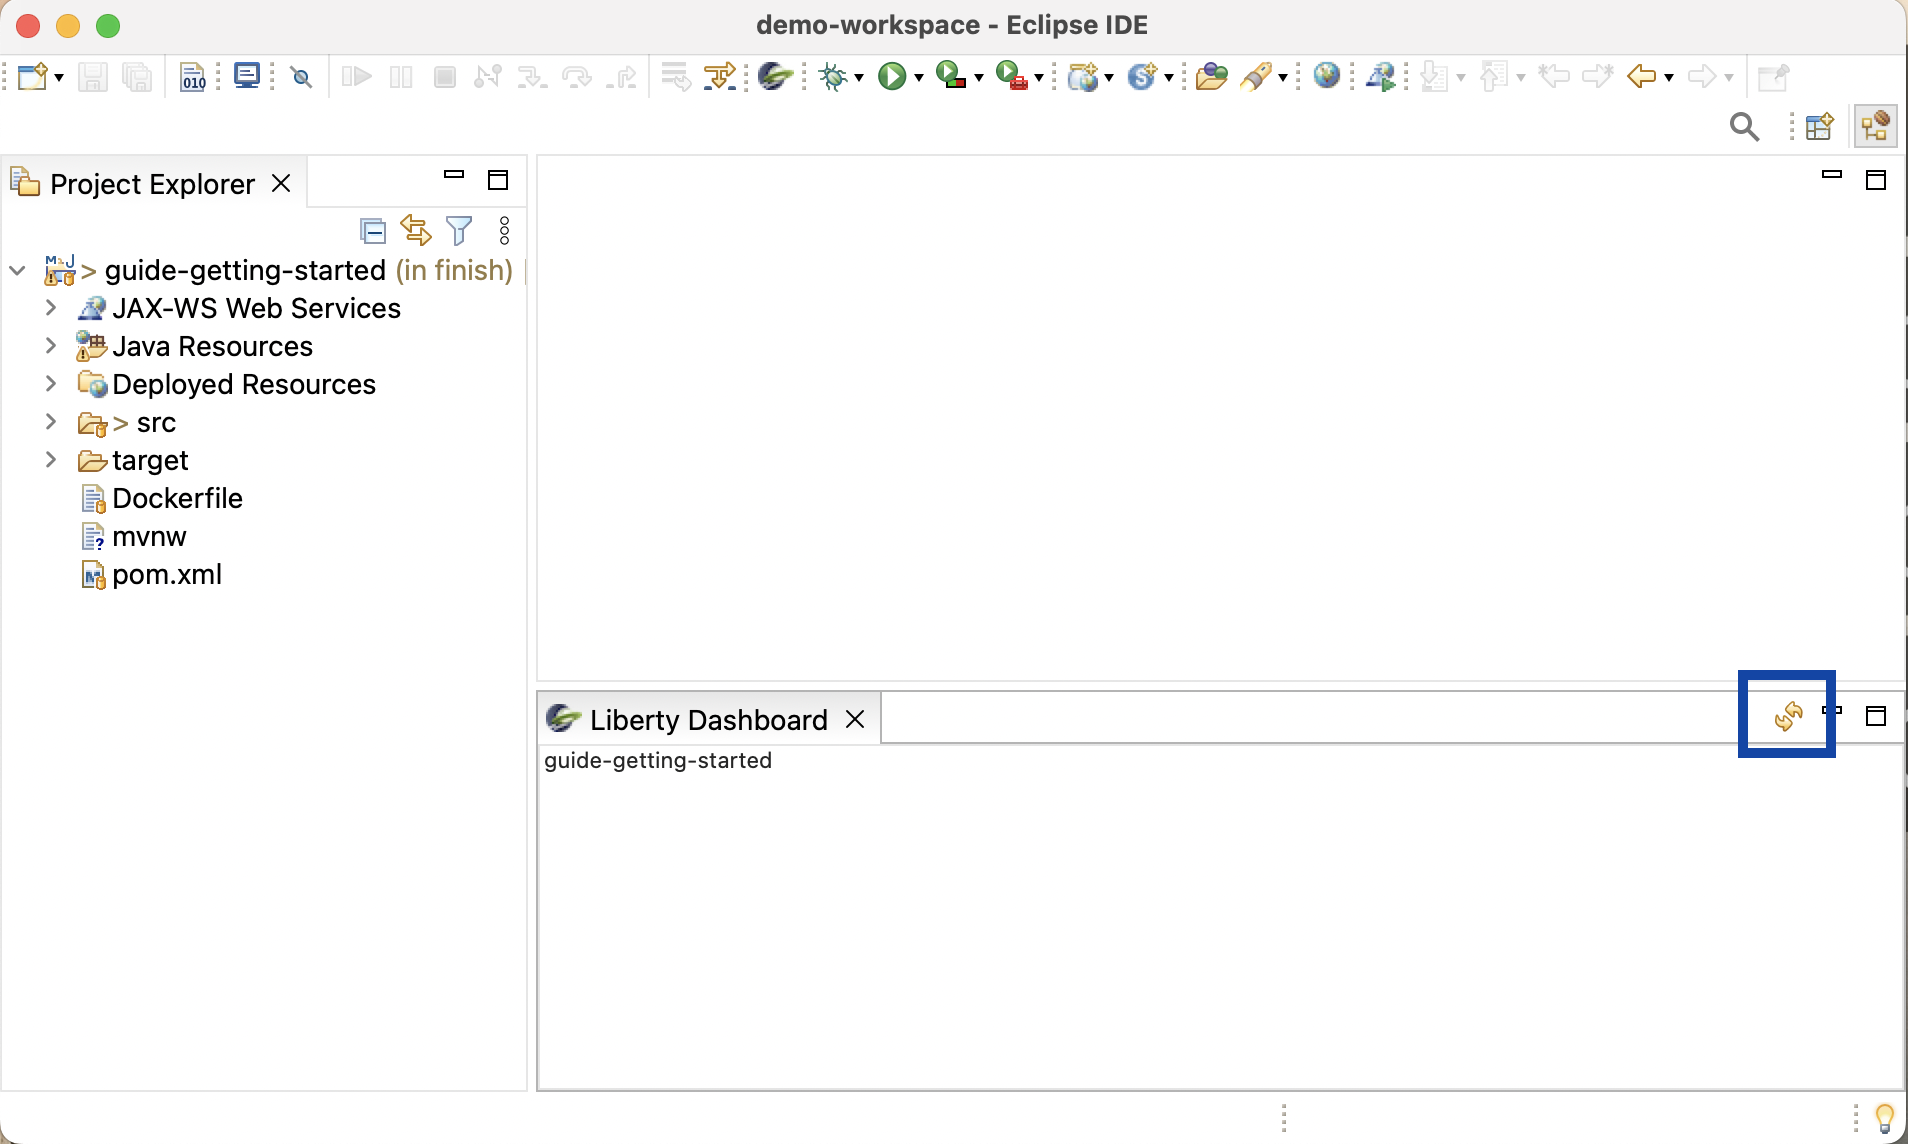 demo-workspace - Eclipse IDE
010
Project Explorer
> guide-getting-started (in finish)
JAX-WS Web Services
Java Resources
Deployed Resources
> src
target
Dockerfile
mvnw
pom.xml
Liberty Dashboard
guide-getting-started